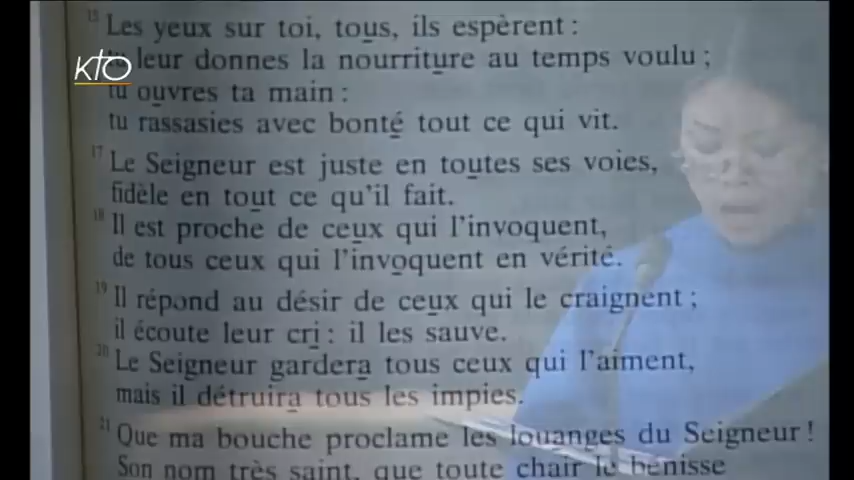 15 Les yeux sur toi, tous, ils espèrent :
KTO
tu leur donnes la nourriture au temps voulu ;
tu ouvres ta main :
tu rassasies avec bonté tout ce qui vit.
17 Le Seigneur est juste en toutes ses voies,
fidèle en tout ce qu'il fait.
18 Il est proche de ceux qui l'invoquent,
de tous ceux qui l'invoquent en vérité.
19 Il répond au désir de ceux qui le craignent ;
il écoute leur cri : il les sauve.
20 Le Seigneur gardera tous ceux qui l'aiment,
mais il détruira tous les impies.
21 Que ma bouche proclame les louanges du Seigneur !
Son nom très saint, que toute chair le bénisse